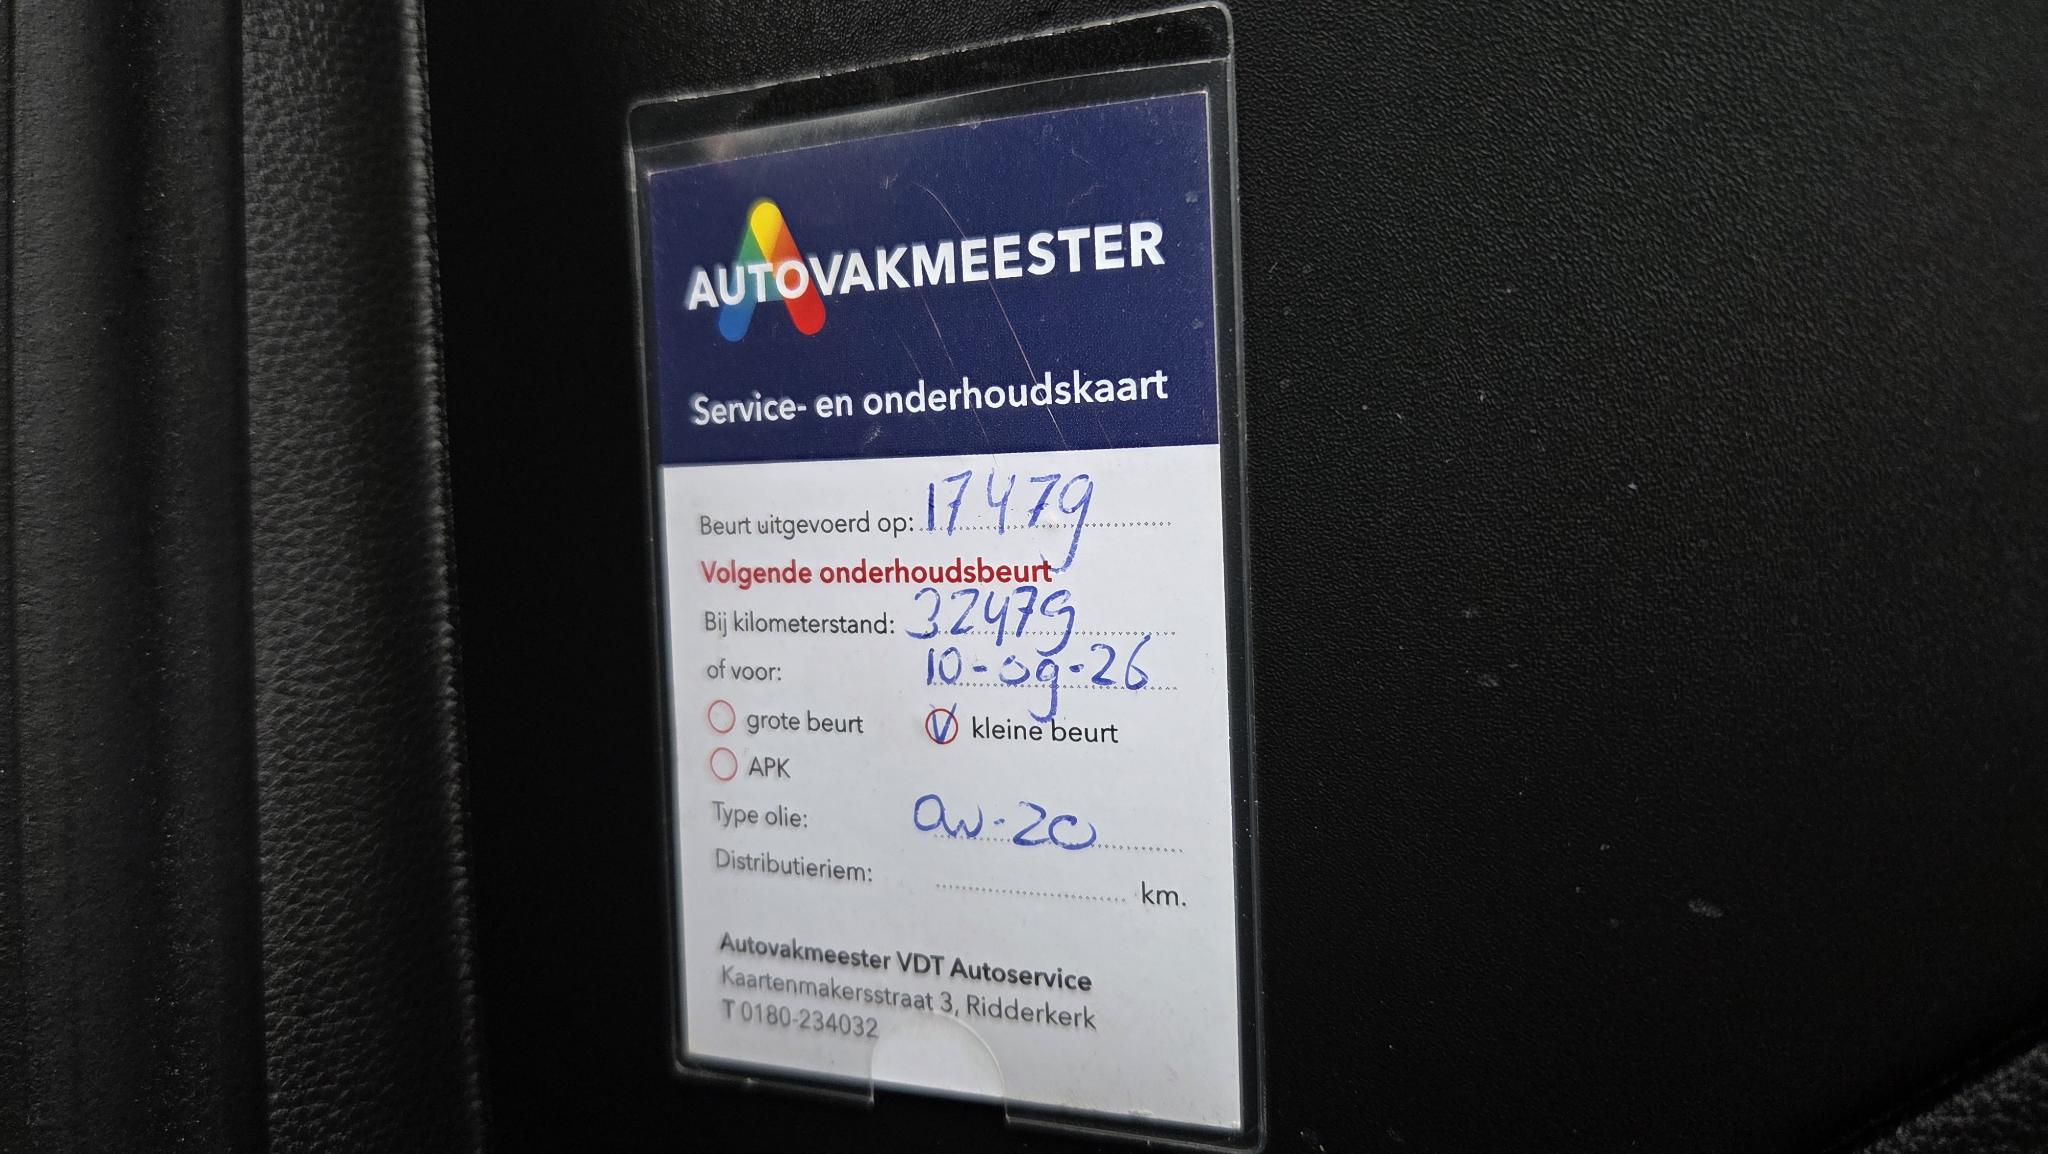 AUTOVAKMEESTER
Service- en onderhoudskaart
Beurt uitgevoerd op: 17479
Volgende onderhoudsbeurt
Bij kilometerstand: 32479
of voor: 10-09-26
grote beurt V kleine beurt
APK
Type olie: 0W-20
Distributieriem: km.
Autovakmeester VDT Autoservice
Kaartenmakersstraat 3, Ridderkerk
T 0180-234032